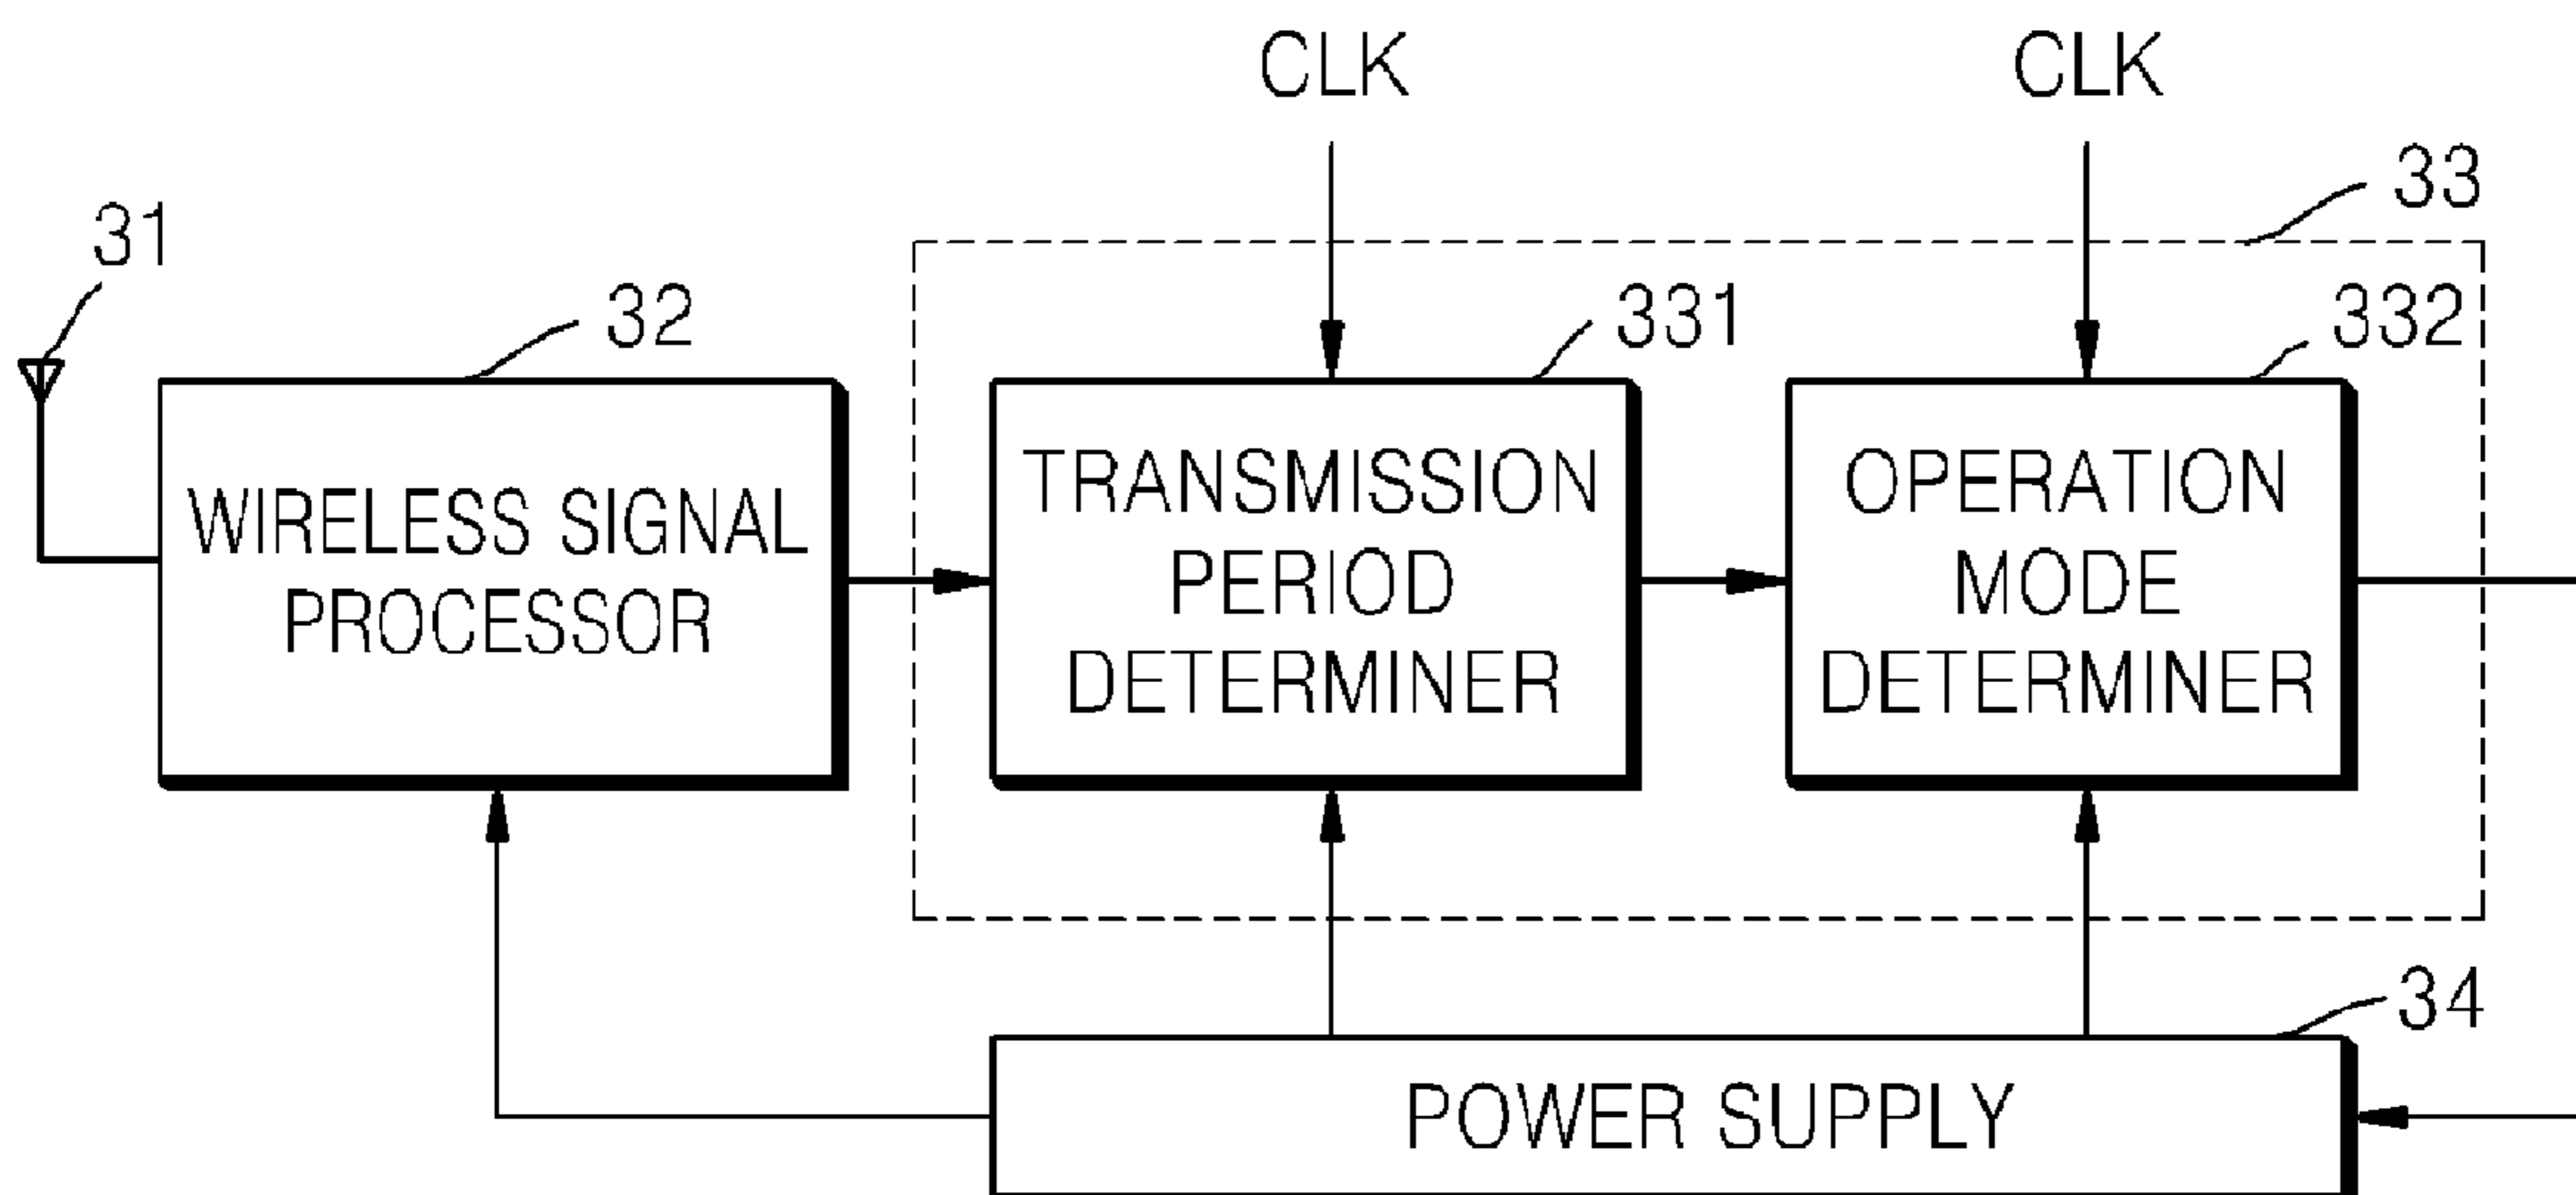 CLK
CLK
33
31
32
331
332
WIRELESS SIGNAL
PROCESSOR
TRANSMISSION
PERIOD
DETERMINER
OPERATION
MODE
DETERMINER
34
POWER SUPPLY